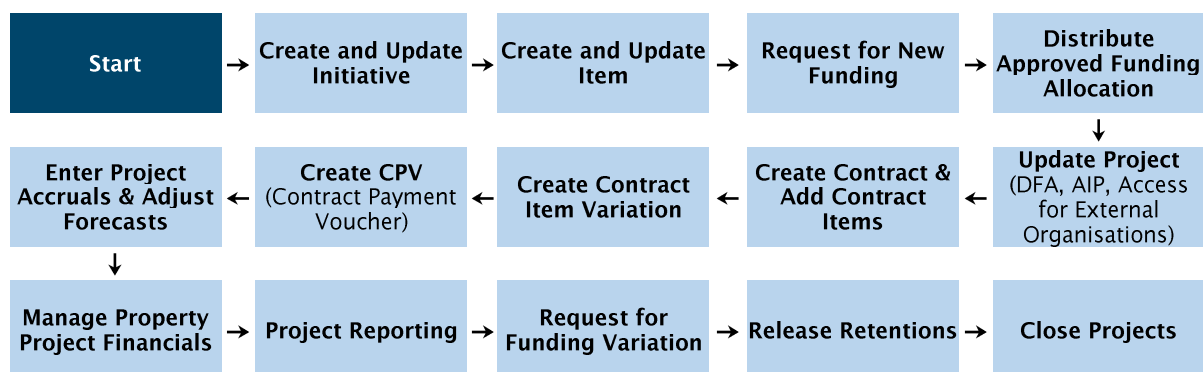 Start
Create and Update
Initiative
Create and Update
Item
Request for New
Funding
Distribute
Approved Funding
Allocation
Update Project
(DFA, AIP, Access
for External
Organisations)
Create Contract &
Add Contract
Items
Create Contract
Item Variation
Create CPV
(Contract Payment
Voucher)
Enter Project
Accruals & Adjust
Forecasts
Manage Property
Project Financials
Project Reporting
Request for
Funding Variation
Release Retentions
Close Projects